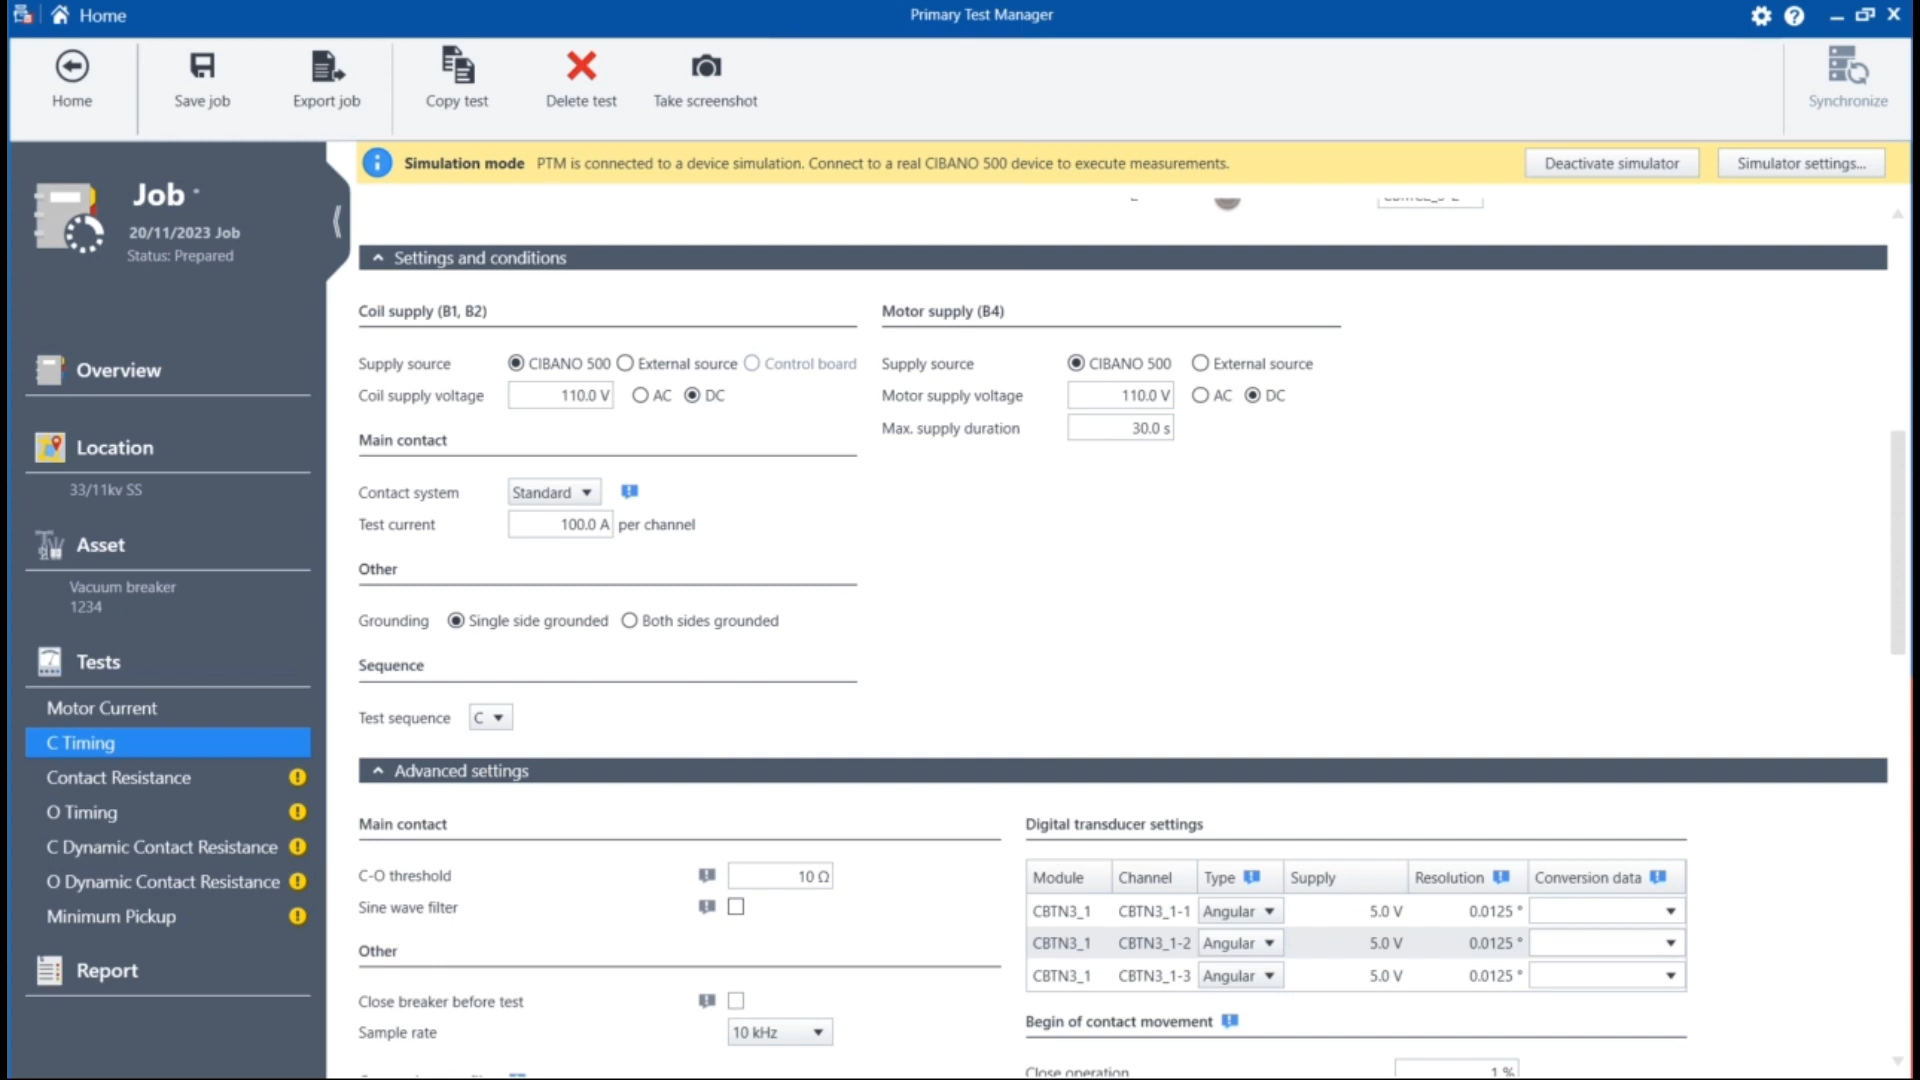 Home
Primary Test Manager
Home
Save job
Export job
Copy test
Delete test
Take screenshot
Synchronize
Simulation mode PTM is connected to a device simulation. Connect to a real CIBANO 500 device to execute measurements.
Deactivate simulator
Simulator settings...
Job *
20/11/2023 Job
Status: Prepared
Overview
Location
33/11kv SS
Asset
Vacuum breaker
1234
Tests
Motor Current
C Timing
Contact Resistance
O Timing
C Dynamic Contact Resistance
O Dynamic Contact Resistance
Minimum Pickup
Report
Settings and conditions
Coil supply (B1, B2)
Supply source CIBANO 500 External source Control board
Coil supply voltage 110.0 V AC DC
Main contact
Contact system Standard
Test current 100.0 A per channel
Other
Grounding Single side grounded Both sides grounded
Sequence
Test sequence C
Motor supply (B4)
Supply source CIBANO 500 External source
Motor supply voltage 110.0 V AC DC
Max. supply duration 30.0 s
Advanced settings
Main contact
C-O threshold 10 Ω
Sine wave filter
Other
Close breaker before test
Sample rate 10 kHz
Digital transducer settings
Module Channel Type Supply Resolution Conversion data
CBTN3_1 CBTN3_1-1 Angular 5.0 V 0.0125 °
CBTN3_1 CBTN3_1-2 Angular 5.0 V 0.0125 °
CBTN3_1 CBTN3_1-3 Angular 5.0 V 0.0125 °
Begin of contact movement
Close operation 1 %